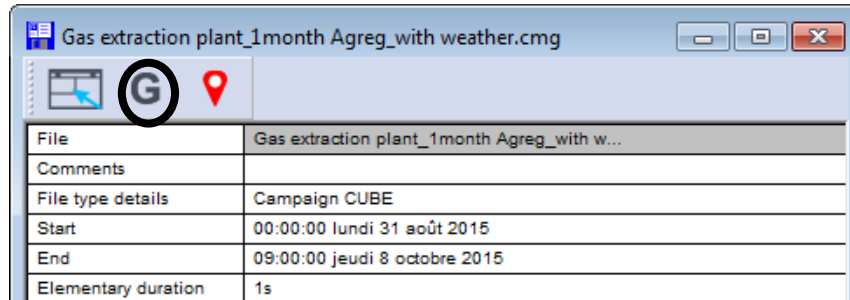 Gas extraction plant_1month Agreg_with weather.cmg
G
File Gas extraction plant_1month Agreg_with w...
Comments
File type details Campaign CUBE
Start 00:00:00 lundi 31 août 2015
End 09:00:00 jeudi 8 octobre 2015
Elementary duration 1s